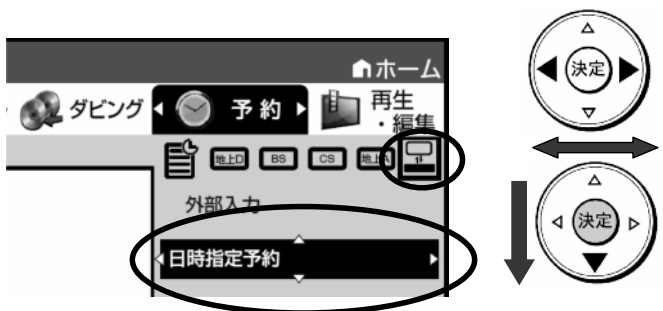 ホーム
ダビング
予約
再生
・編集
地上D
BS
CS
地上A
外部入力
日時指定予約
決定
決定